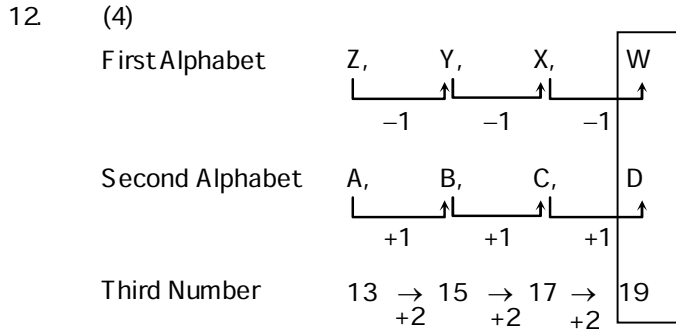 12. (4)
First Alphabet Z, Y, X, W
–1 –1 –1
Second Alphabet A, B, C, D
+1 +1 +1
Third Number 13 → 15 → 17 → 19
+2 +2 +2